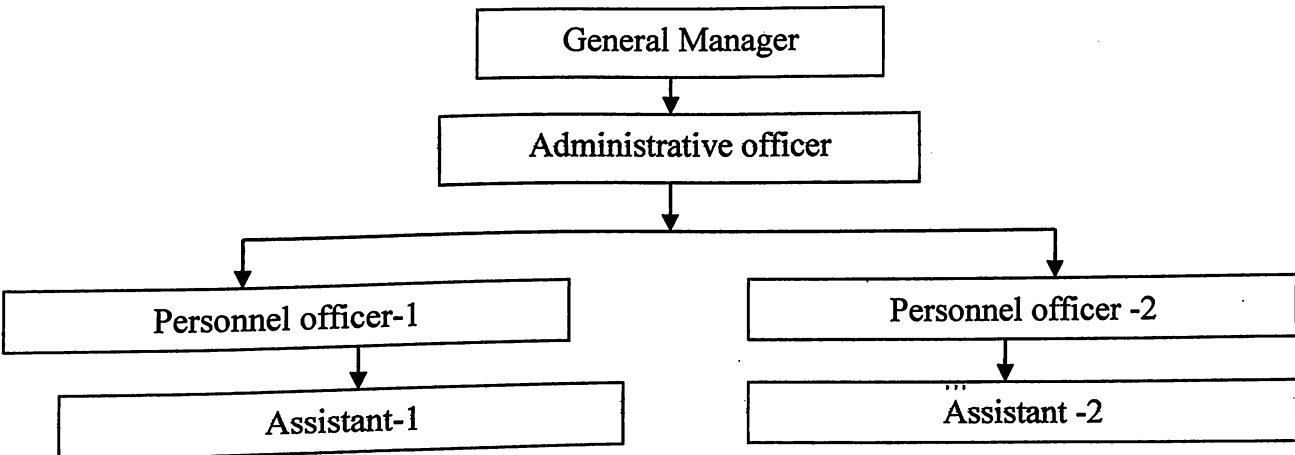 General Manager
Administrative officer
Personnel officer-1
Personnel officer -2
Assistant-1
Assistant -2